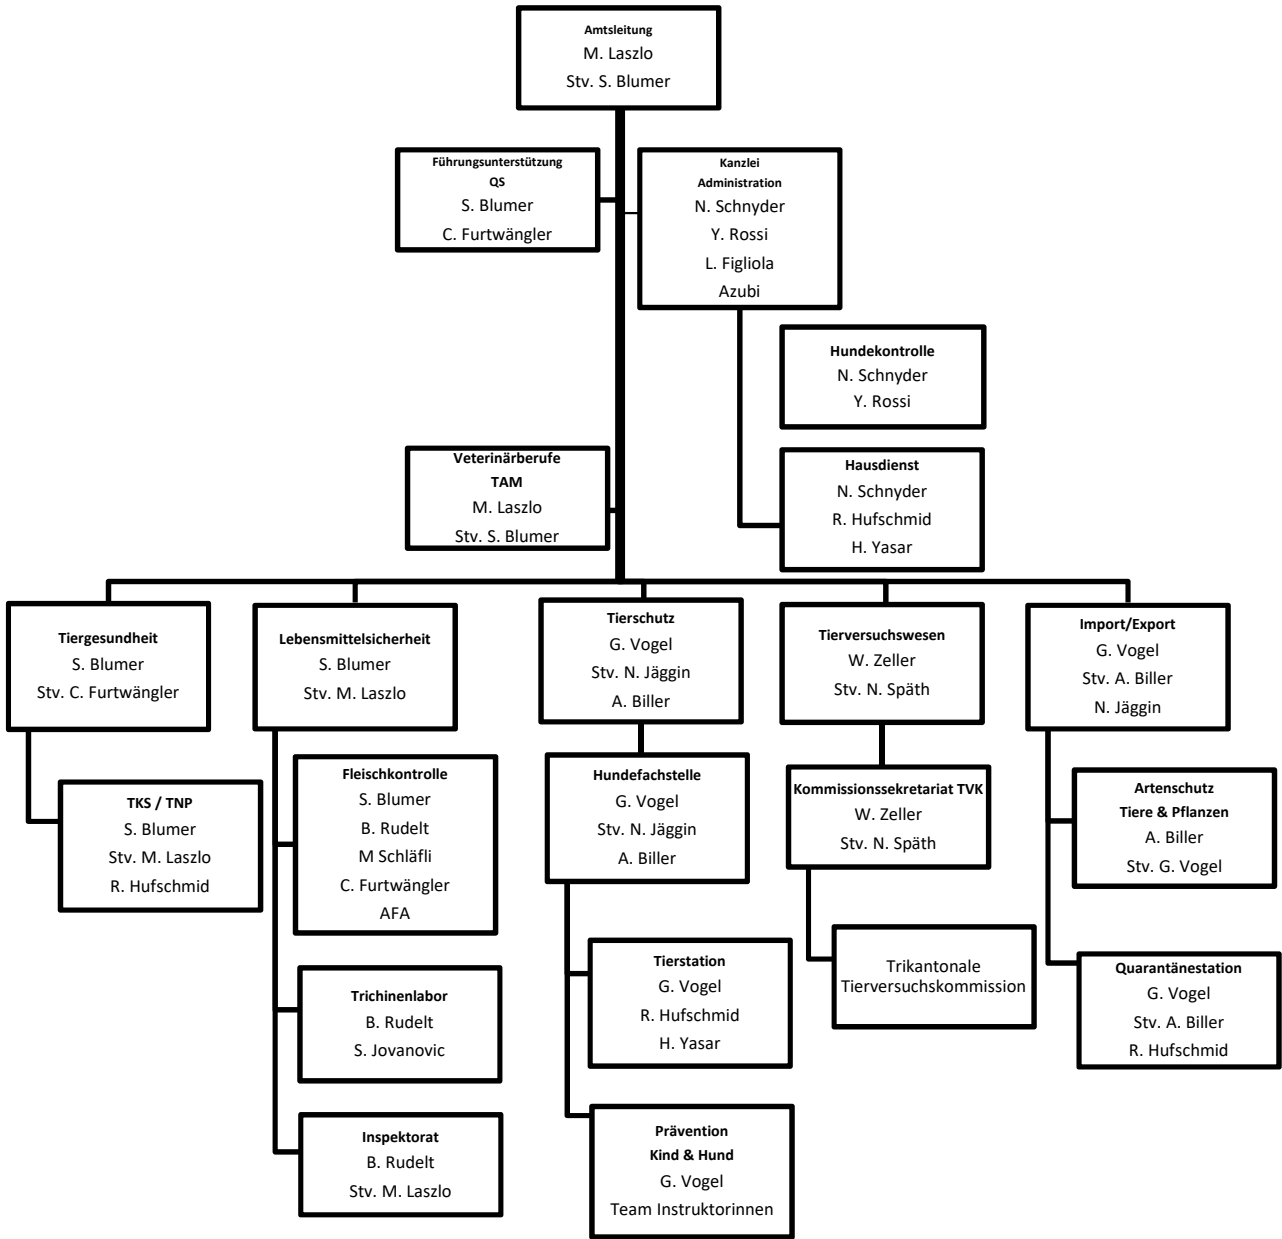 Amtsleitung
M. Laszlo
Stv. S. Blumer
Führungsunterstützung
QS
S. Blumer
C. Furtwängler
Kanzlei
Administration
N. Schnyder
Y. Rossi
L. Figliola
Azubi
Hundekontrolle
N. Schnyder
Y. Rossi
Veterinärberufe
TAM
M. Laszlo
Stv. S. Blumer
Hausdienst
N. Schnyder
R. Hufschmid
H. Yasar
Tiergesundheit
S. Blumer
Stv. C. Furtwängler
TKS / TNP
S. Blumer
Stv. M. Laszlo
R. Hufschmid
Lebensmittelsicherheit
S. Blumer
Stv. M. Laszlo
Fleischkontrolle
S. Blumer
B. Rudelt
M Schläfli
C. Furtwängler
AFA
Trichinenlabor
B. Rudelt
S. Jovanovic
Inspektorat
B. Rudelt
Stv. M. Laszlo
Tierschutz
G. Vogel
Stv. N. Jäggin
A. Biller
Hundefachstelle
G. Vogel
Stv. N. Jäggin
A. Biller
Tierstation
G. Vogel
R. Hufschmid
H. Yasar
Prävention
Kind & Hund
G. Vogel
Team Instruktorinnen
Tierversuchswesen
W. Zeller
Stv. N. Späth
Kommissionssekretariat TVK
W. Zeller
Stv. N. Späth
Trikantonale
Tierversuchskommission
Import/Export
G. Vogel
Stv. A. Biller
N. Jäggin
Artenschutz
Tiere & Pflanzen
A. Biller
Stv. G. Vogel
Quarantänestation
G. Vogel
Stv. A. Biller
R. Hufschmid